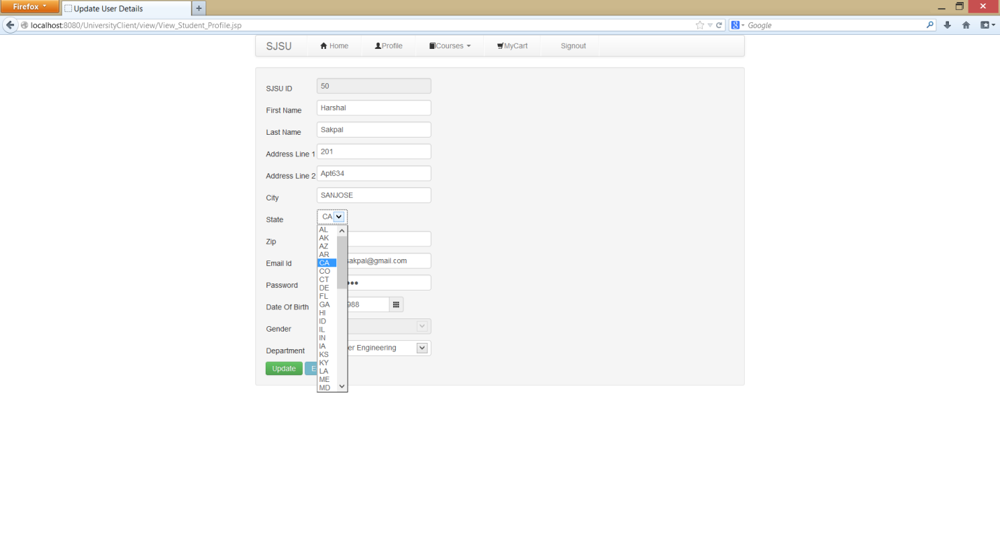 Firefox
Update User Details
localhost:8080/UniversityClient/view/View_Student_Profile.jsp
Google
SJSU Home Profile Courses MyCart Signout
SJSU ID 50
First Name Harshal
Last Name Sakpal
Address Line 1 201
Address Line 2 Apt634
City SANJOSE
State CA
AL
AK
Zip
AZ
AR
Email Id sakpal@gmail.com
CA
CO
CT
Password
DE
FL
Date Of Birth 988
GA
HI
ID
Gender
IL
IN
IA
Department er Engineering
KS
KY
Update E
LA
ME
MD